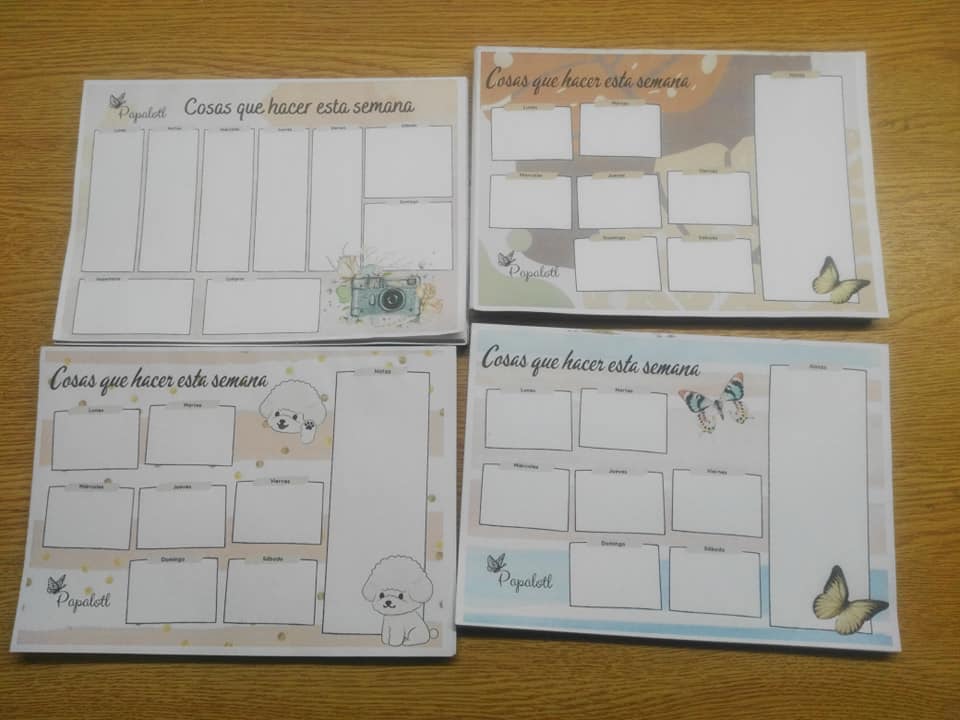 Papalotl
Cosas que hacer esta semana
Lunes
Martes
Miércoles
Jueves
Viernes
Sábado
Domingo
Cosas que hacer esta semana
Notas
Lunes
Martes
Miércoles
Jueves
Viernes
Domingo
Sábado
Papalotl
Cosas que hacer esta semana
Notas
Lunes
Martes
Miércoles
Jueves
Viernes
Domingo
Sábado
Papalotl
Cosas que hacer esta semana
Notas
Lunes
Martes
Miércoles
Jueves
Viernes
Domingo
Sábado
Papalotl